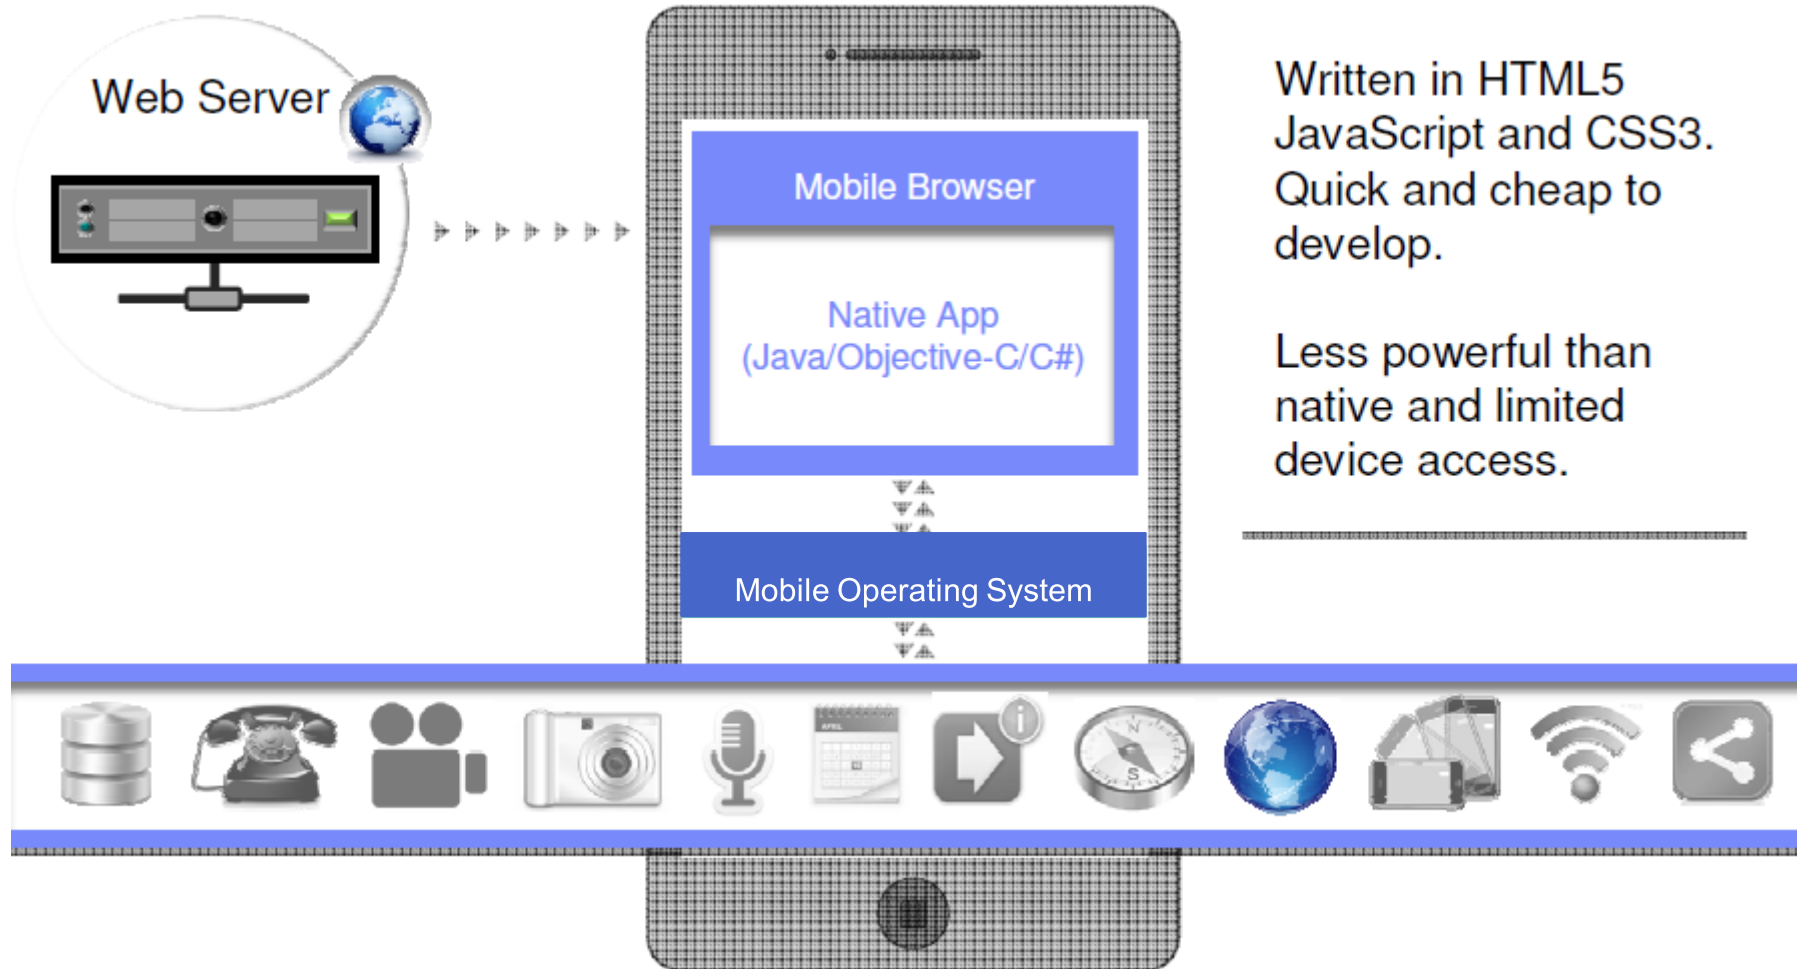 Web Server
Mobile Browser
Native App
(Java/Objective-C/C#)
Mobile Operating System
Written in HTML5
JavaScript and CSS3.
Quick and cheap to
develop.
Less powerful than
native and limited
device access.
APRIL
i
N
S